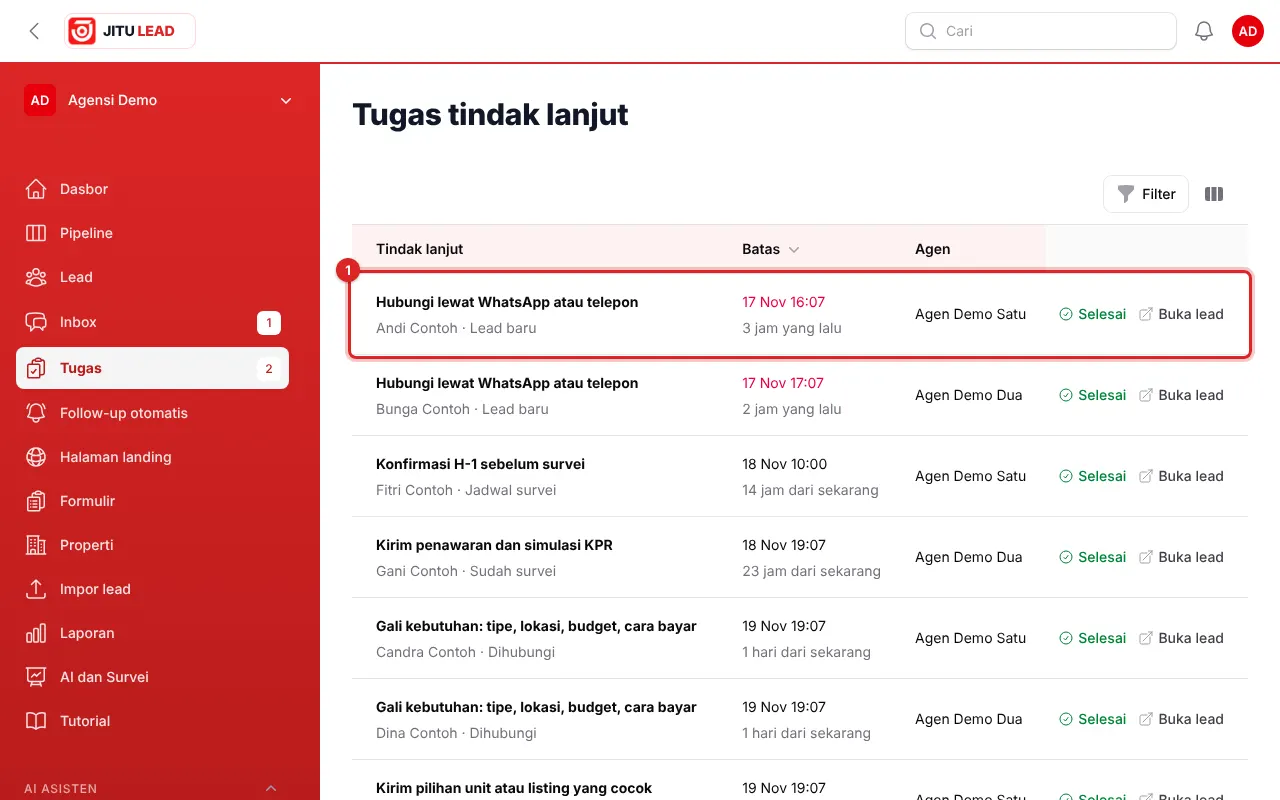 JITU LEAD
Cari
AD
AD
Agensi Demo
Dasbor
Pipeline
Lead
Inbox
1
Tugas
2
Follow-up otomatis
Halaman landing
Formulir
Properti
Impor lead
Laporan
AI dan Survei
Tutorial
AI ASISTEN
Tugas tindak lanjut
Filter
Tindak lanjut Batas Agen
1
Hubungi lewat WhatsApp atau telepon 17 Nov 16:07
Agen Demo Satu Selesai Buka lead
Andi Contoh · Lead baru 3 jam yang lalu
Hubungi lewat WhatsApp atau telepon 17 Nov 17:07
Agen Demo Dua Selesai Buka lead
Bunga Contoh · Lead baru 2 jam yang lalu
Konfirmasi H-1 sebelum survei 18 Nov 10:00
Agen Demo Satu Selesai Buka lead
Fitri Contoh · Jadwal survei 14 jam dari sekarang
Kirim penawaran dan simulasi KPR 18 Nov 19:07
Agen Demo Dua Selesai Buka lead
Gani Contoh · Sudah survei 23 jam dari sekarang
Gali kebutuhan: tipe, lokasi, budget, cara bayar 19 Nov 19:07
Agen Demo Satu Selesai Buka lead
Candra Contoh · Dihubungi 1 hari dari sekarang
Gali kebutuhan: tipe, lokasi, budget, cara bayar 19 Nov 19:07
Agen Demo Dua Selesai Buka lead
Dina Contoh · Dihubungi 1 hari dari sekarang
Kirim pilihan unit atau listing yang cocok 19 Nov 19:07
Agen Demo Satu Selesai Buka lead